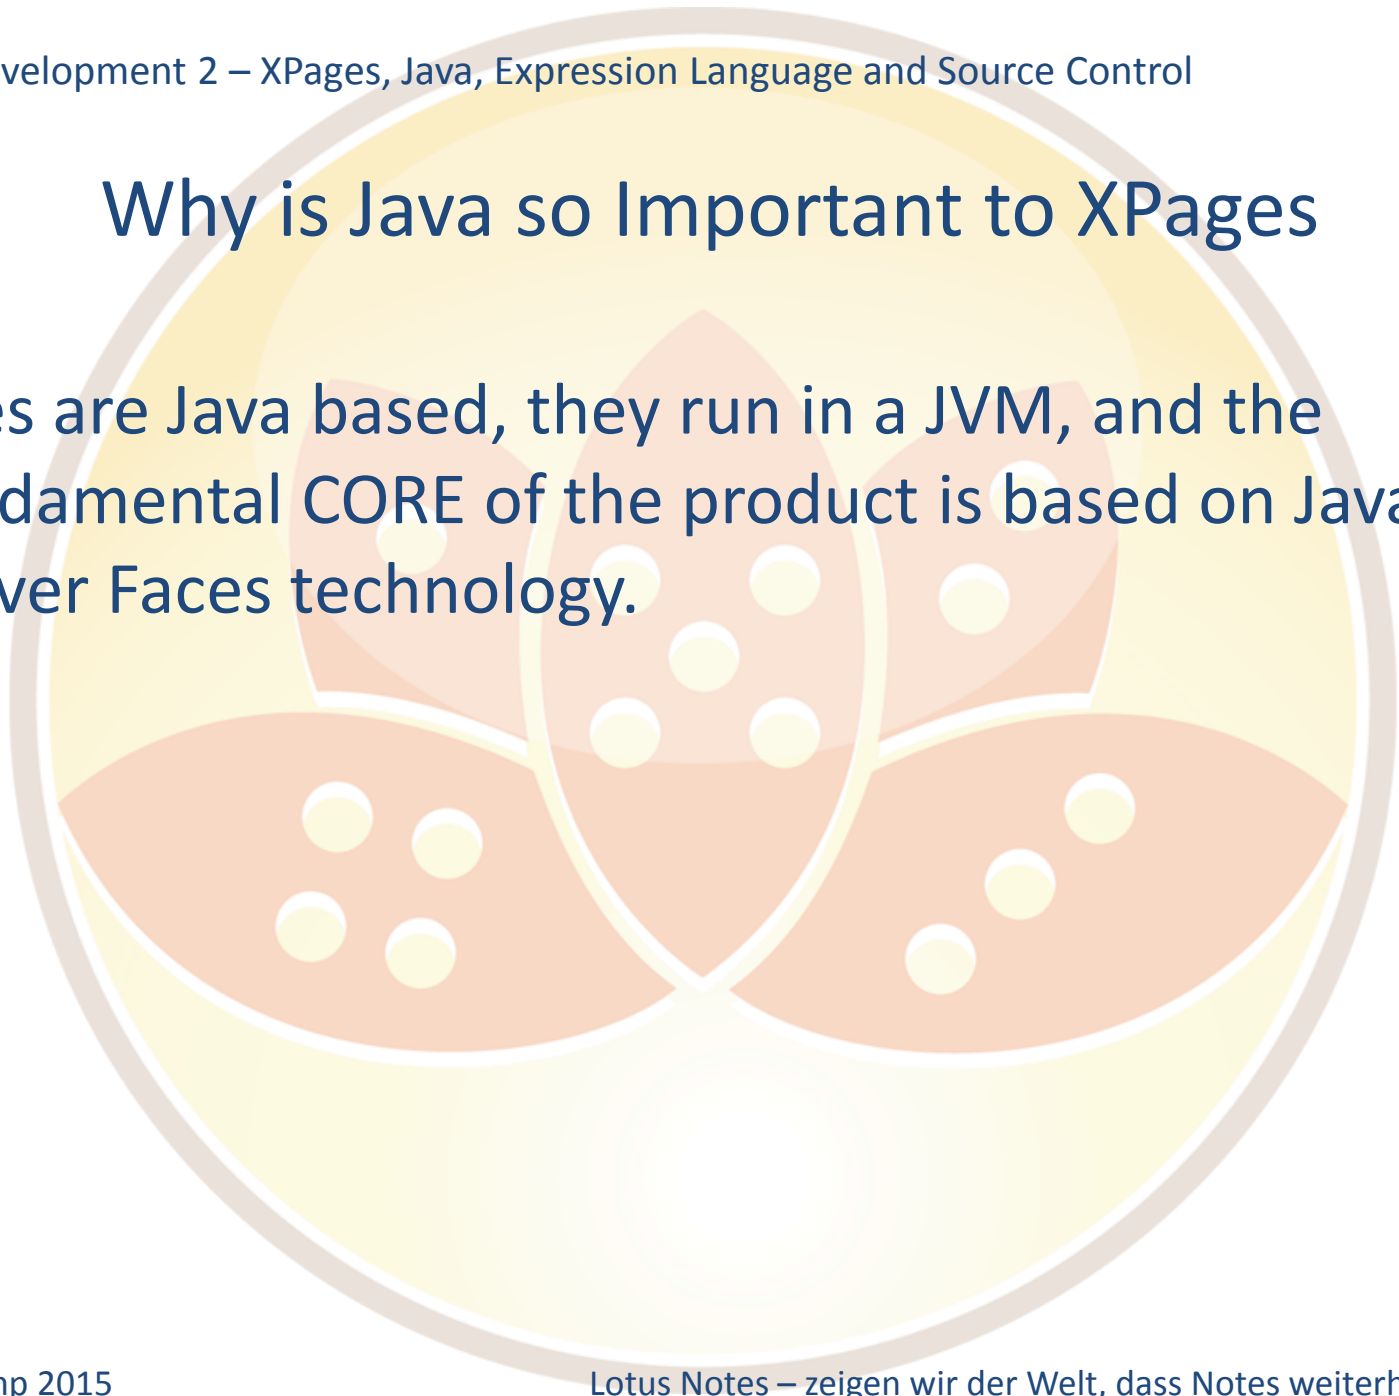 velopment 2 – XPages, Java, Expression Language and Source Control
Why is Java so Important to XPages
es are Java based, they run in a JVM, and the
damental CORE of the product is based on Java
ver Faces technology.
mp 2015
Lotus Notes – zeigen wir der Welt, dass Notes weiterl